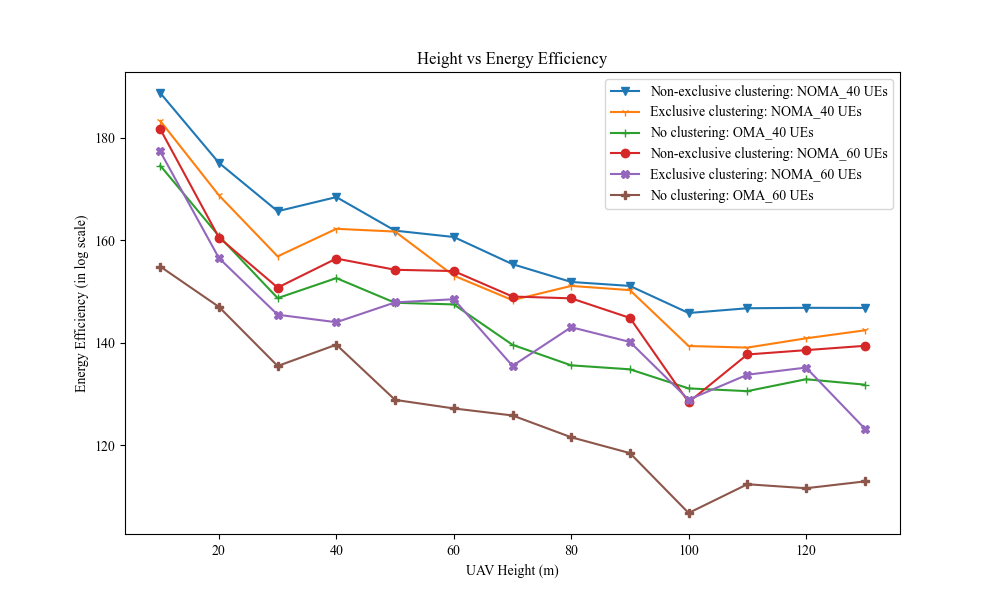 Height vs Energy Efficiency
Non-exclusive clustering: NOMA_40 UEs
Exclusive clustering: NOMA_40 UEs
No clustering: OMA_40 UEs
Non-exclusive clustering: NOMA_60 UEs
Exclusive clustering: NOMA_60 UEs
No clustering: OMA_60 UEs
Energy Efficiency (in log scale)
180
160
140
120
20 40 60 80 100 120
UAV Height (m)